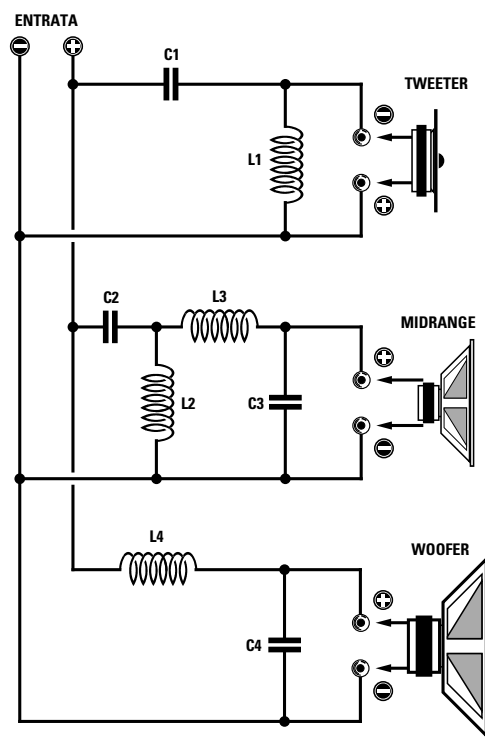 ENTRATA
− +
C1
TWEETER
−
L1
+
C2
L3
MIDRANGE
+
L2
C3
−
L4
WOOFER
+
C4
−